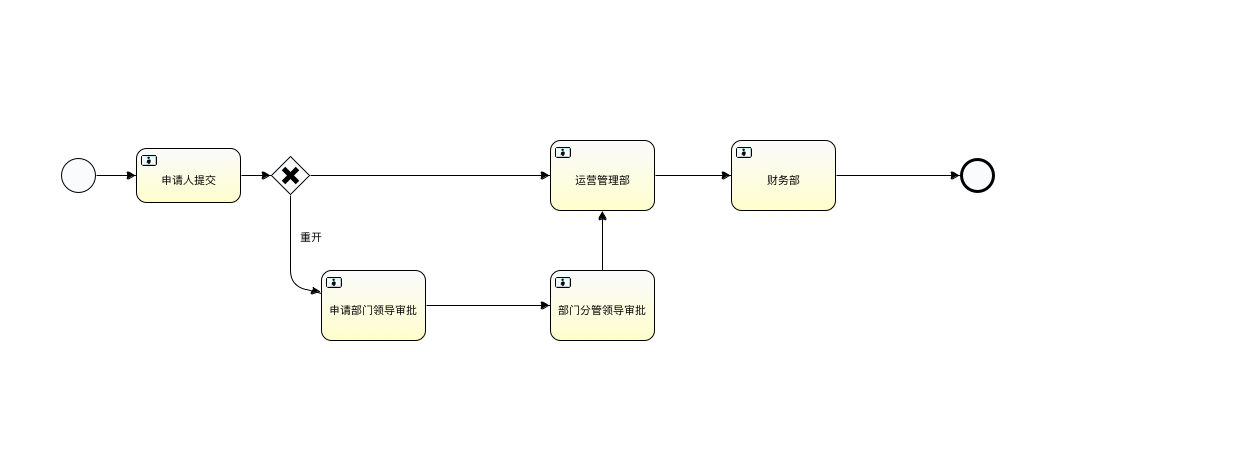 申请人提交
运营管理部
财务部
重开
申请部门领导审批
部门分管领导审批